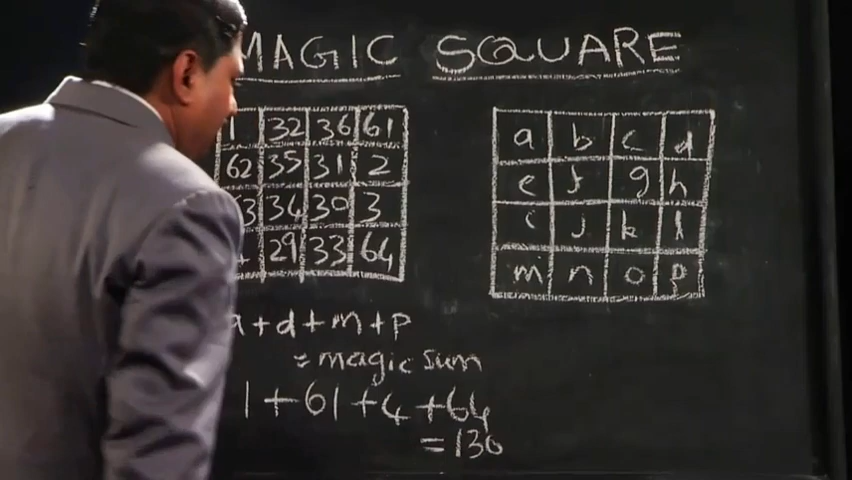 MAGIC SQUARE
1 32 36 61
62 35 31 2
3 34 30 3
29 33 64
a b c d
e f g h
i j k l
m n o p
a+d+m+p
= magic sum
1+61+4+64
=130